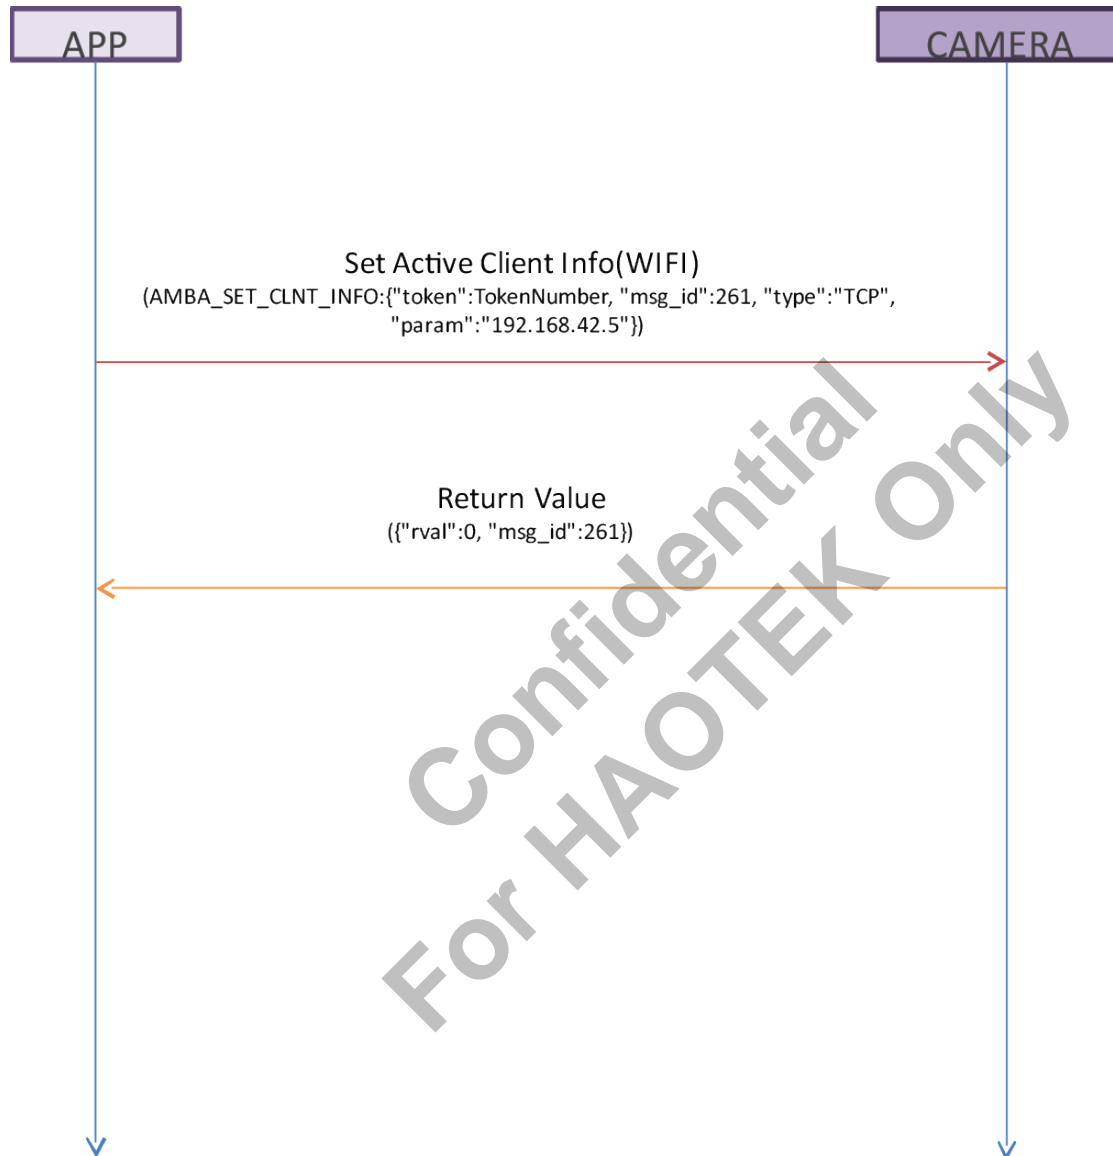 APP
CAMERA
Set Active Client Info(WIFI)
(AMBA_SET_CLNT_INFO:{"token":TokenNumber, "msg_id":261, "type":"TCP",
"param":"192.168.42.5"})
Return Value
({"rval":0, "msg_id":261})
Confidential
For HAOTEK Only